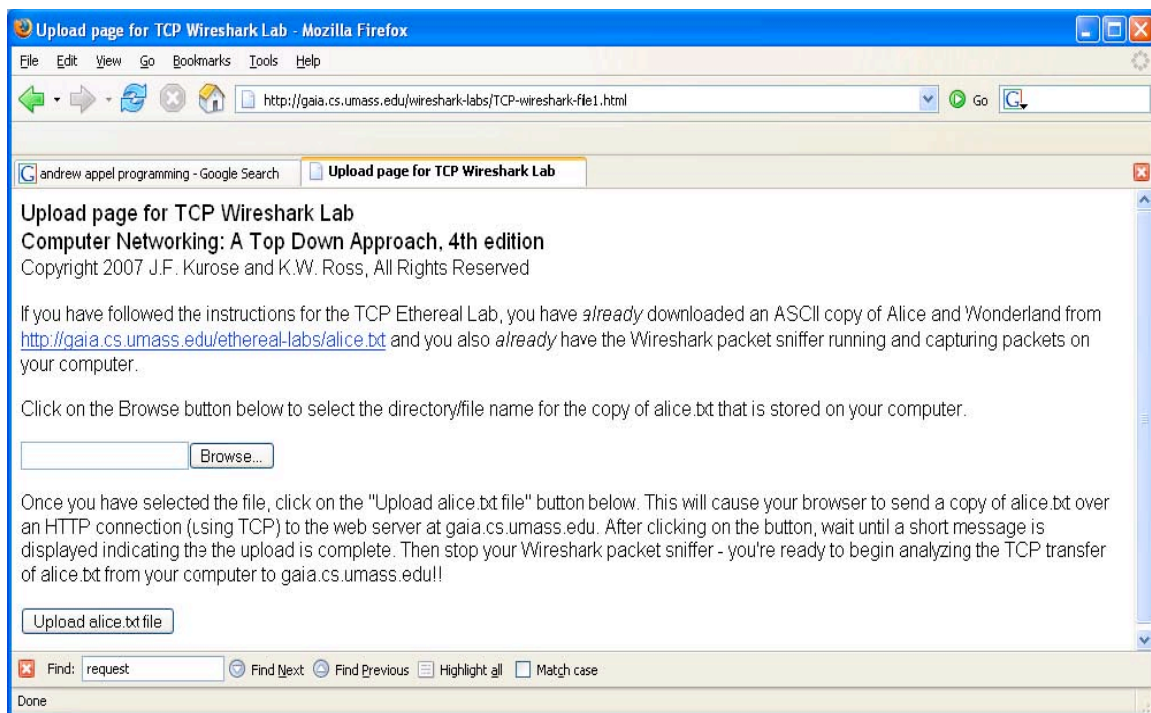 Upload page for TCP Wireshark Lab - Mozilla Firefox
File Edit View Go Bookmarks Tools Help
http://gaia.cs.umass.edu/wireshark-labs/TCP-wireshark-file1.html Go G
G andrew appel programming - Google Search Upload page for TCP Wireshark Lab
Upload page for TCP Wireshark Lab
Computer Networking: A Top Down Approach, 4th edition
Copyright 2007 J.F. Kurose and K.W. Ross, All Rights Reserved
If you have followed the instructions for the TCP Ethereal Lab, you have already downloaded an ASCII copy of Alice and Wonderland from
http://gaia.cs.umass.edu/ethereal-labs/alice.txt and you also already have the Wireshark packet sniffer running and capturing packets on
your computer.
Click on the Browse button below to select the directory/file name for the copy of alice.txt that is stored on your computer.
Browse...
Once you have selected the file, click on the "Upload alice.txt file" button below. This will cause your browser to send a copy of alice.txt over
an HTTP connection (using TCP) to the web server at gaia.cs.umass.edu. After clicking on the button, wait until a short message is
displayed indicating the the upload is complete. Then stop your Wireshark packet sniffer - you're ready to begin analyzing the TCP transfer
of alice.txt from your computer to gaia.cs.umass.edu!!
Upload alice.txt file
Find: request Find Next Find Previous Highlight all Match case
Done